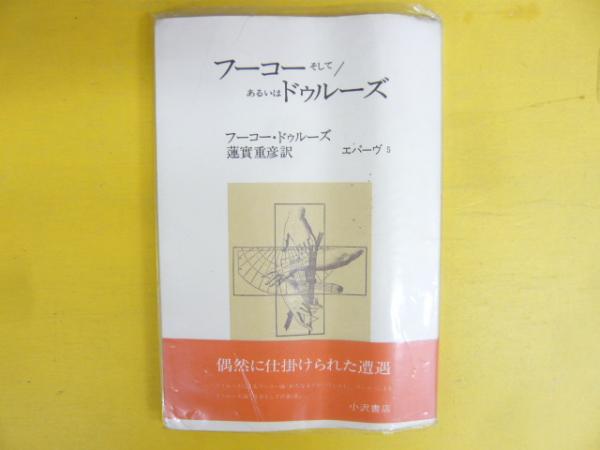 フーコーそして/
あるいはドゥルーズ
フーコー・ドゥルーズ
蓮實重彦訳 エパーヴ 5
偶然に仕掛けられた遭遇
小沢書店